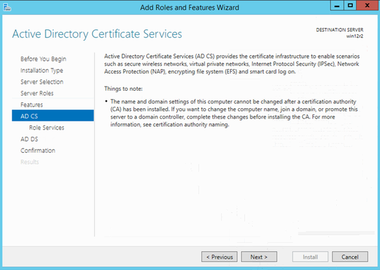 Add Roles and Features Wizard
Active Directory Certificate Services
DESTINATION SERVER
Before You Begin
Installation Type
Server Selection
Server Roles
Features
AD CS
Role Services
AD DS
Confirmation
Results
Active Directory Certificate Services (AD CS) provides the certificate infrastructure to enable scenarios
such as secure wireless networks, virtual private networks, Internet Protocol Security (IPSec), Network
Access Protection (NAP), encrypting file system (EFS) and smart card log on.
Things to note:
• The name and domain settings of this computer cannot be changed after a certification authority
(CA) has been installed. If you want to change the computer name, join a domain, or promote
this server to a domain controller, complete these changes before installing the CA. For more
information, see certification authority naming.
< Previous
Next >
Install
Cancel